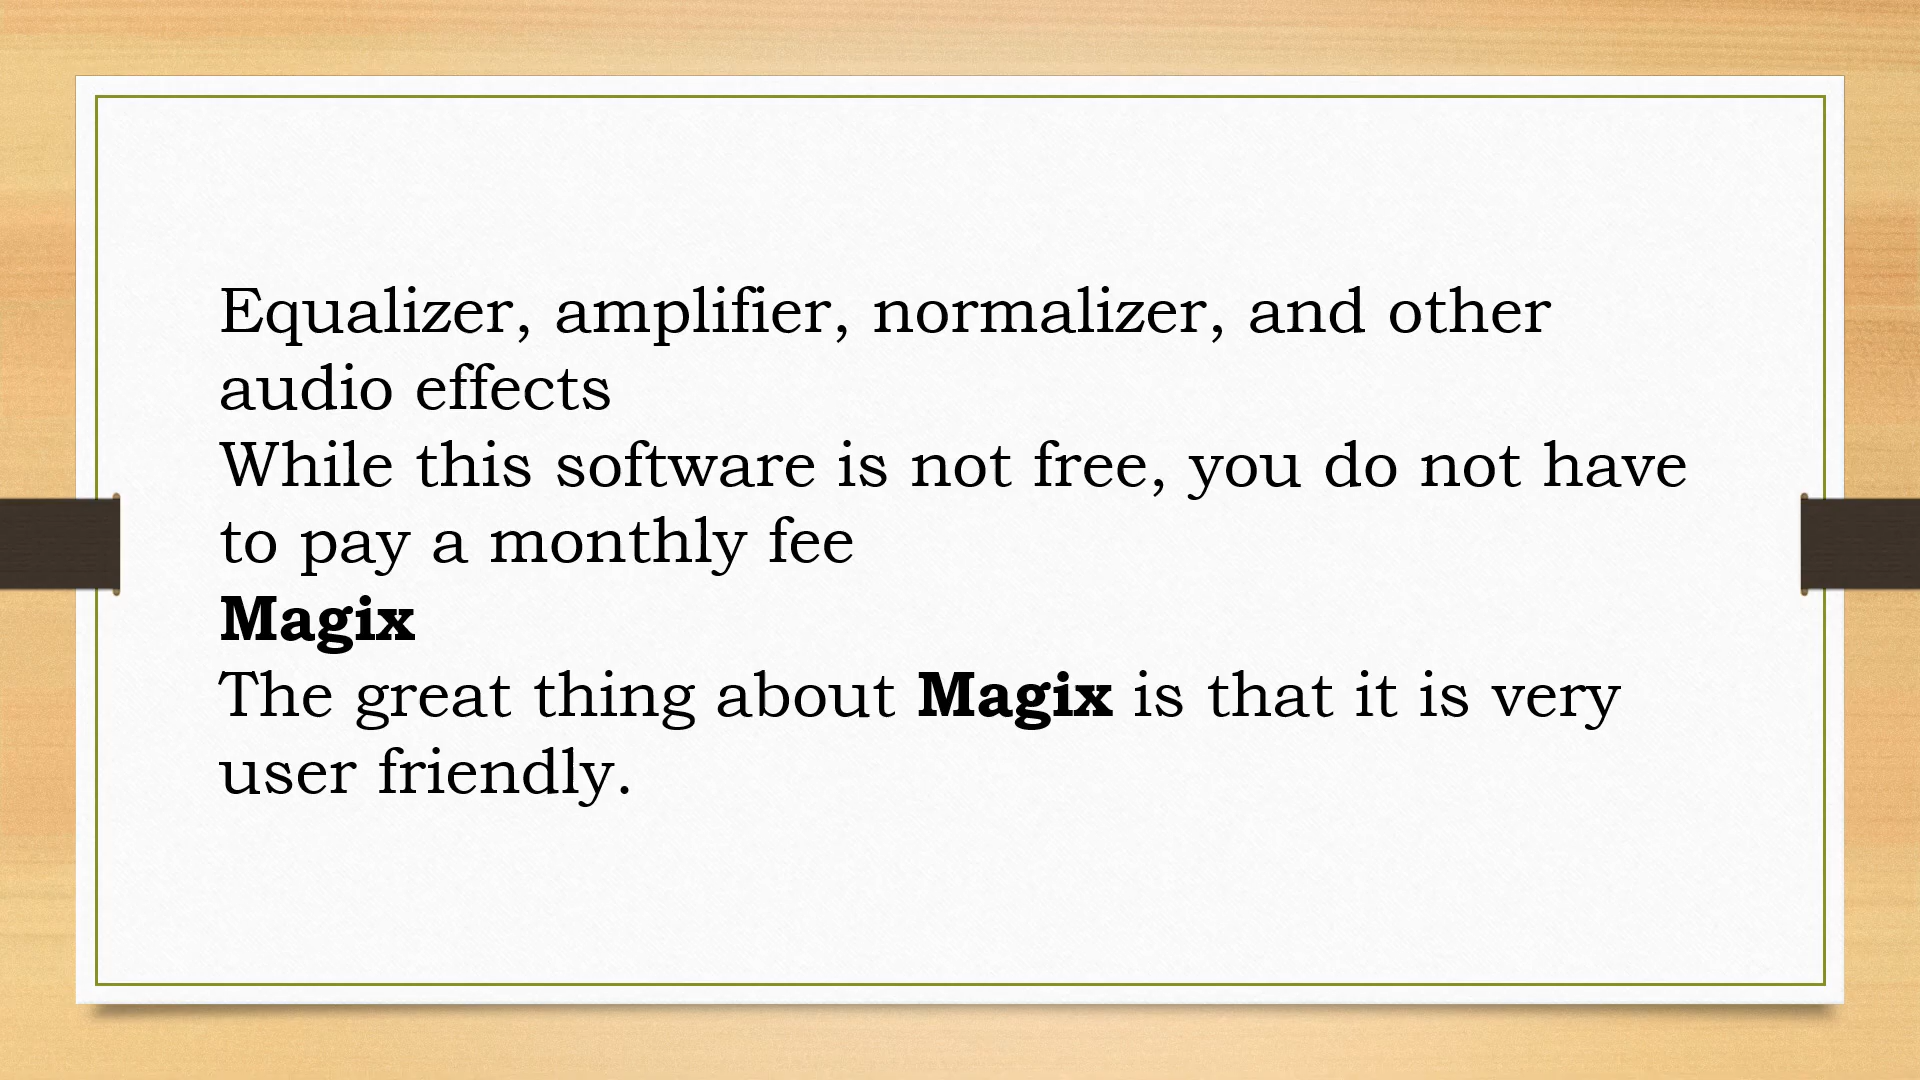 Equalizer, amplifier, normalizer, and other
audio effects
While this software is not free, you do not have
to pay a monthly fee
Magix
The great thing about Magix is that it is very
user friendly.